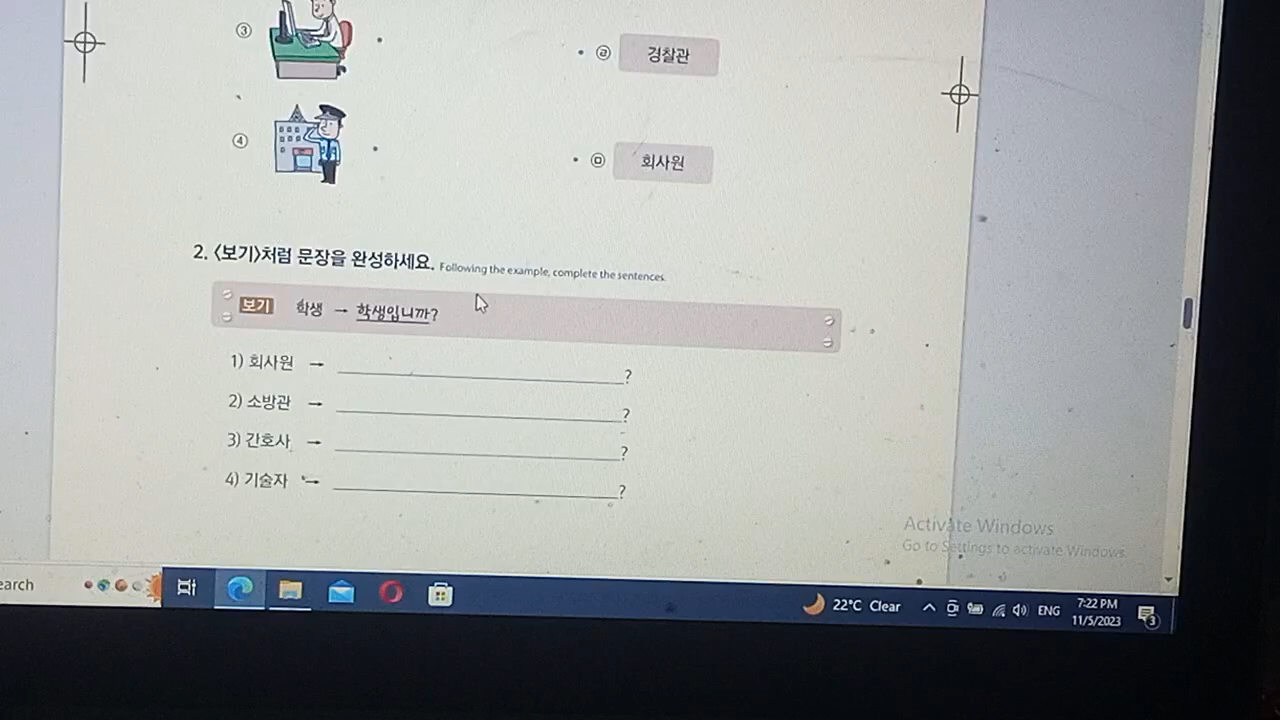 ③
ⓔ 경찰관
④
ⓜ 회사원
2. <보기>처럼 문장을 완성하세요. Following the example, complete the sentences.
보기 학생 → 학생입니까?
1) 회사원 → ?
2) 소방관 → ?
3) 간호사 → ?
4) 기술자 → ?
Activate Windows
Go to Settings to activate Windows.
earch
22°C Clear
ENG
7:22 PM
11/5/2023
3